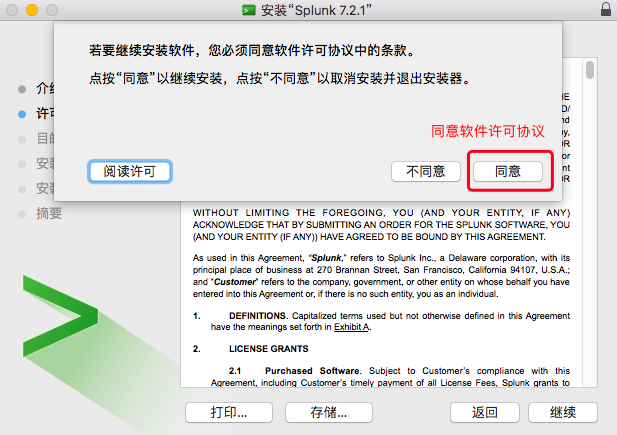 安装“Splunk 7.2.1”
若要继续安装软件，您必须同意软件许可协议中的条款。
点按“同意”以继续安装，点按“不同意”以取消安装并退出安装器。
同意软件许可协议
阅读许可
不同意
同意
介绍
许可
目的
安装
安装
摘要
THE
D/
and
OR
or
WITHOUT LIMITING THE FOREGOING, YOU (AND YOUR ENTITY, IF ANY)
ACKNOWLEDGE THAT BY SUBMITTING AN ORDER FOR THE SPLUNK SOFTWARE, YOU
(AND YOUR ENTITY (IF ANY)) HAVE AGREED TO BE BOUND BY THIS AGREEMENT.
As used in this Agreement, “Splunk,” refers to Splunk Inc., a Delaware corporation, with its
principal place of business at 270 Brannan Street, San Francisco, California 94107, U.S.A.;
and “Customer” refers to the company, government, or other entity on whose behalf you have
entered into this Agreement or, if there is no such entity, you as an individual.
1. DEFINITIONS. Capitalized terms used but not otherwise defined in this Agreement
have the meanings set forth in Exhibit A.
2. LICENSE GRANTS
2.1 Purchased Software. Subject to Customer’s compliance with this
Agreement, including Customer’s timely payment of all License Fees, Splunk grants to
打印...
存储...
返回
继续